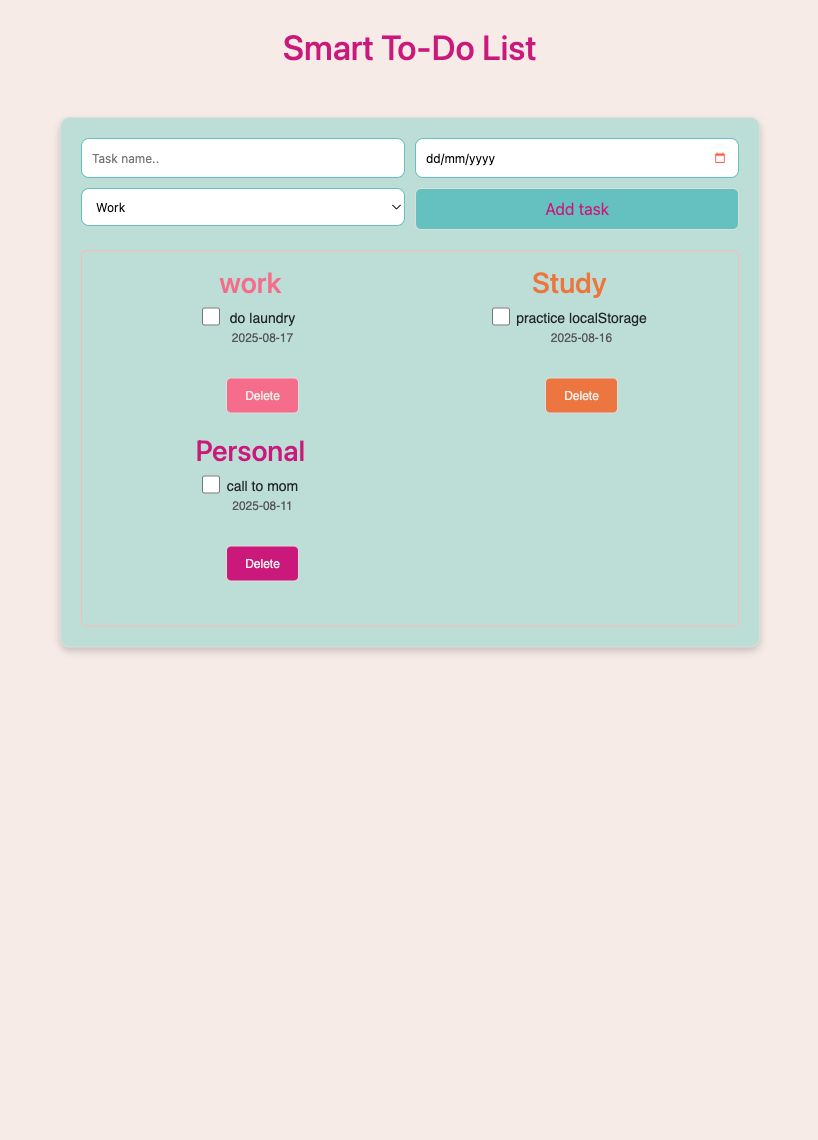 Smart To-Do List
Task name..
dd/mm/yyyy
Work
Add task
work
do laundry
2025-08-17
Delete
Study
practice localStorage
2025-08-16
Delete
Personal
call to mom
2025-08-11
Delete